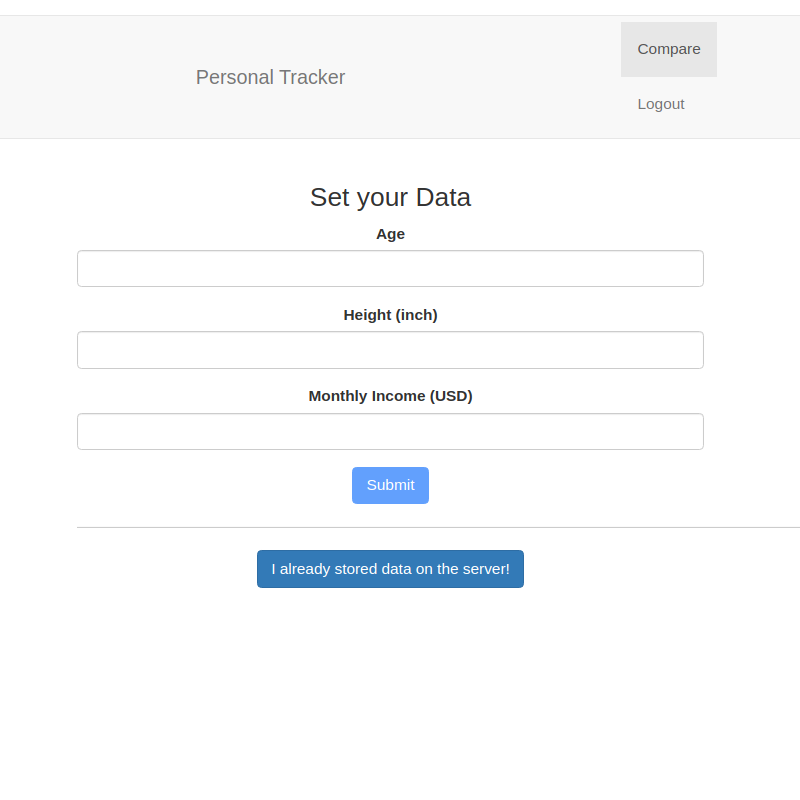 Personal Tracker
Compare
Logout
Set your Data
Age
Height (inch)
Monthly Income (USD)
Submit
I already stored data on the server!